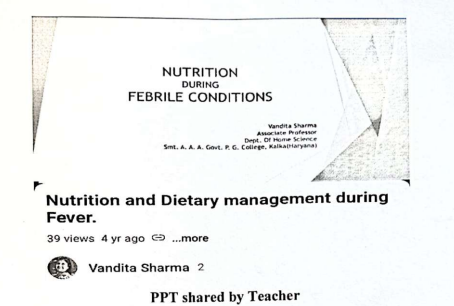 NUTRITION
DURING
FEBRILE CONDITIONS
Vandita Sharma
Associate Professor
Dept. Of Home Science
Smt. A. A. A. Govt. P. G. College, Kalka(Haryana)
Nutrition and Dietary management during
Fever.
39 views 4 yr ago ...more
Vandita Sharma 2
PPT shared by Teacher